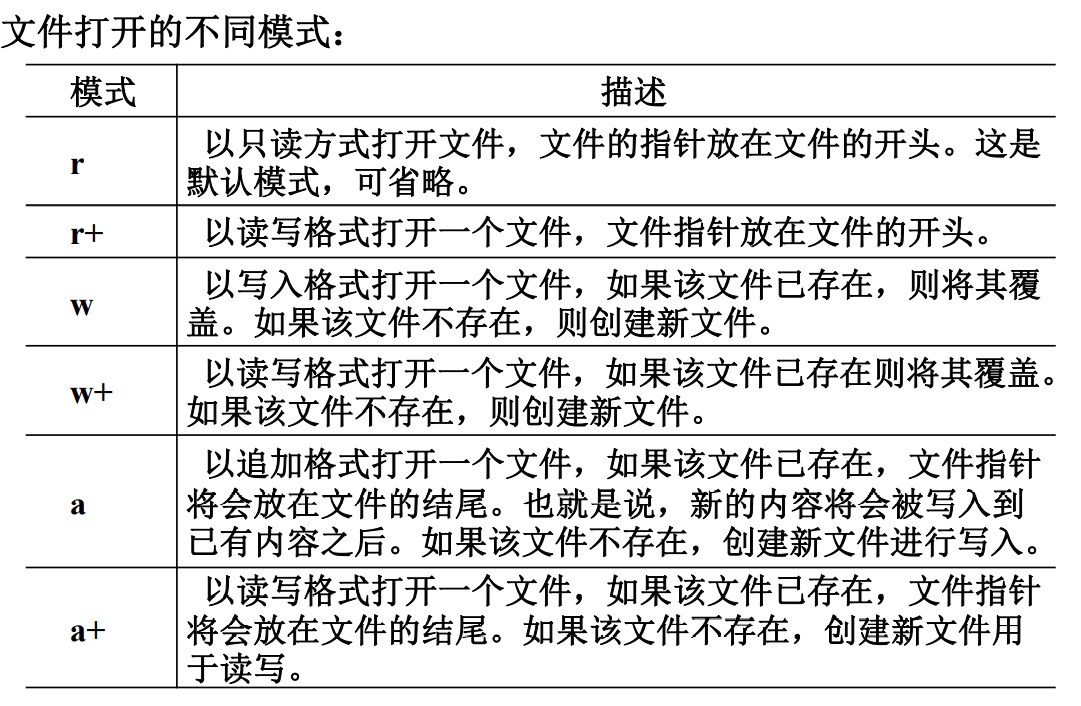 文件打开的不同模式：
模式 描述
r 以只读方式打开文件，文件的指针放在文件的开头。这是
默认模式，可省略。
r+ 以读写格式打开一个文件，文件指针放在文件的开头。
w 以写入格式打开一个文件，如果该文件已存在，则将其覆
盖。如果该文件不存在，则创建新文件。
w+ 以读写格式打开一个文件，如果该文件已存在则将其覆盖。
如果该文件不存在，则创建新文件。
a 以追加格式打开一个文件，如果该文件已存在，文件指针
将会放在文件的结尾。也就是说，新的内容将会被写入到
已有内容之后。如果该文件不存在，创建新文件进行写入。
a+ 以读写格式打开一个文件，如果该文件已存在，文件指针
将会放在文件的结尾。如果该文件不存在，创建新文件用
于读写。